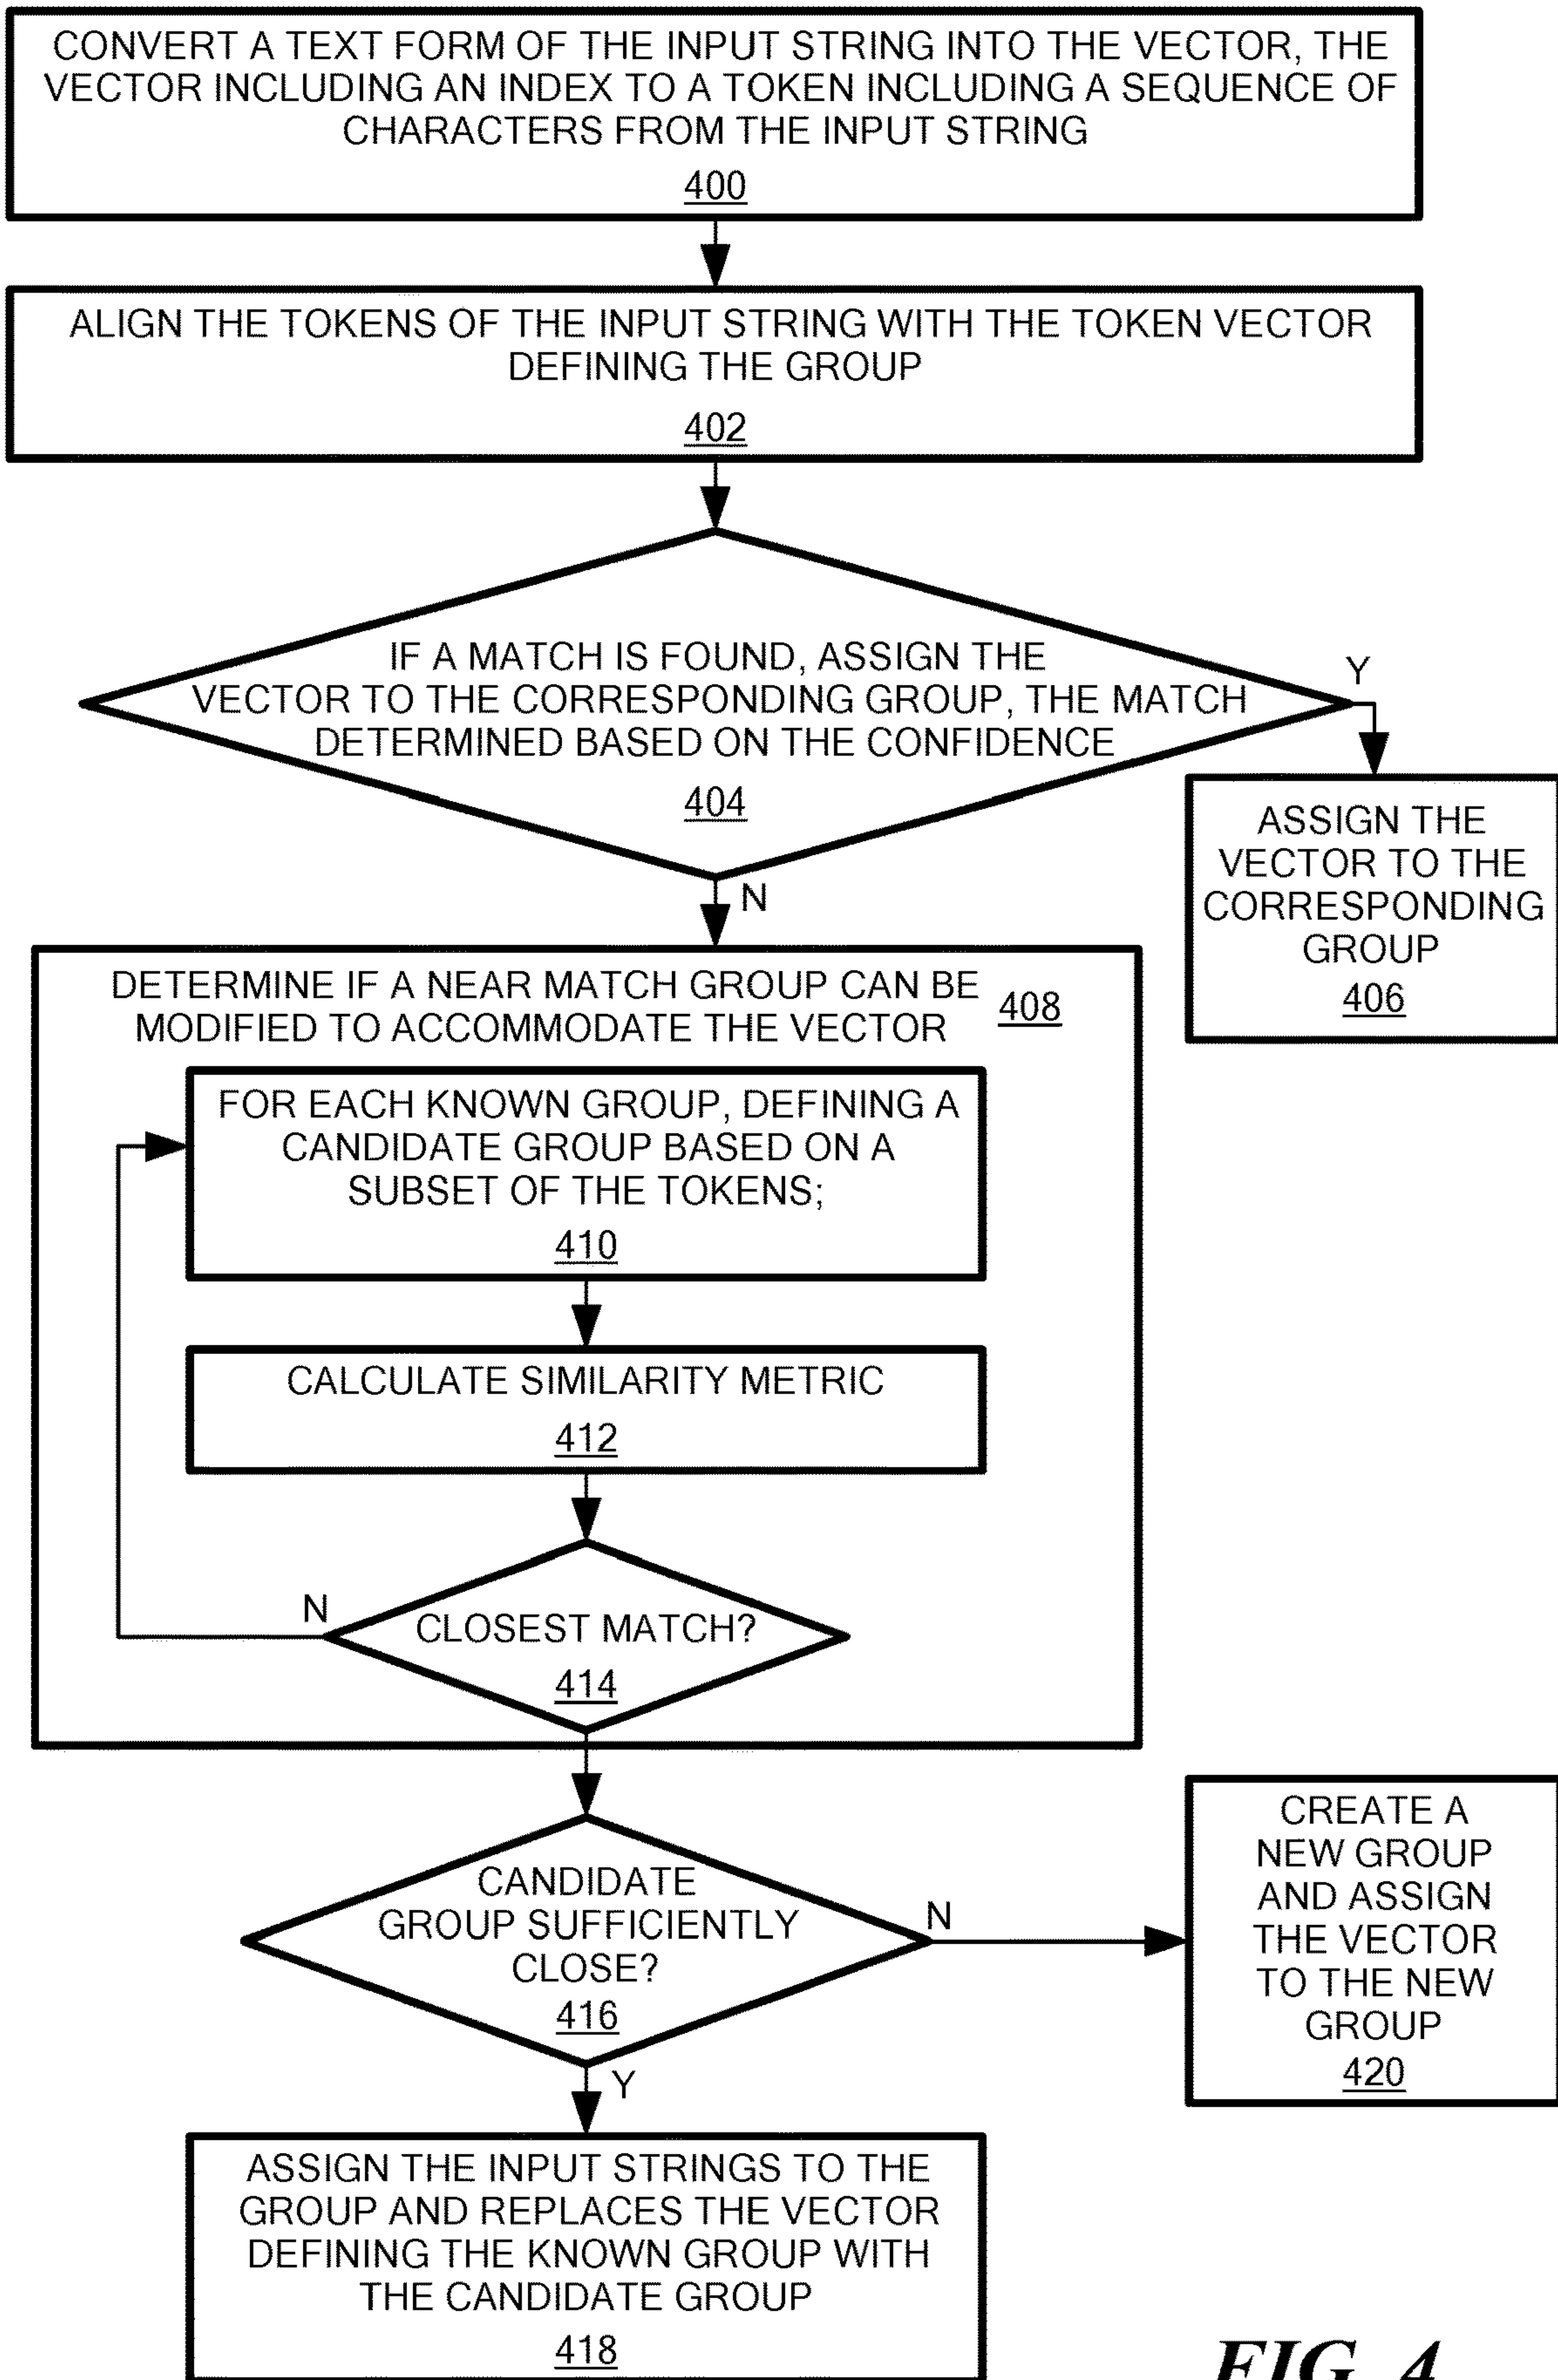 CONVERT A TEXT FORM OF THE INPUT STRING INTO THE VECTOR, THE
VECTOR INCLUDING AN INDEX TO A TOKEN INCLUDING A SEQUENCE OF
CHARACTERS FROM THE INPUT STRING
400
ALIGN THE TOKENS OF THE INPUT STRING WITH THE TOKEN VECTOR
DEFINING THE GROUP
402
IF A MATCH IS FOUND, ASSIGN THE
VECTOR TO THE CORRESPONDING GROUP, THE MATCH
DETERMINED BASED ON THE CONFIDENCE
404
Y
ASSIGN THE
VECTOR TO THE
CORRESPONDING
GROUP
406
N
DETERMINE IF A NEAR MATCH GROUP CAN BE
MODIFIED TO ACCOMMODATE THE VECTOR
408
FOR EACH KNOWN GROUP, DEFINING A
CANDIDATE GROUP BASED ON A
SUBSET OF THE TOKENS;
410
CALCULATE SIMILARITY METRIC
412
N
CLOSEST MATCH?
414
CANDIDATE
GROUP SUFFICIENTLY
CLOSE?
416
N
CREATE A
NEW GROUP
AND ASSIGN
THE VECTOR
TO THE NEW
GROUP
420
Y
ASSIGN THE INPUT STRINGS TO THE
GROUP AND REPLACES THE VECTOR
DEFINING THE KNOWN GROUP WITH
THE CANDIDATE GROUP
418
FIG. 4